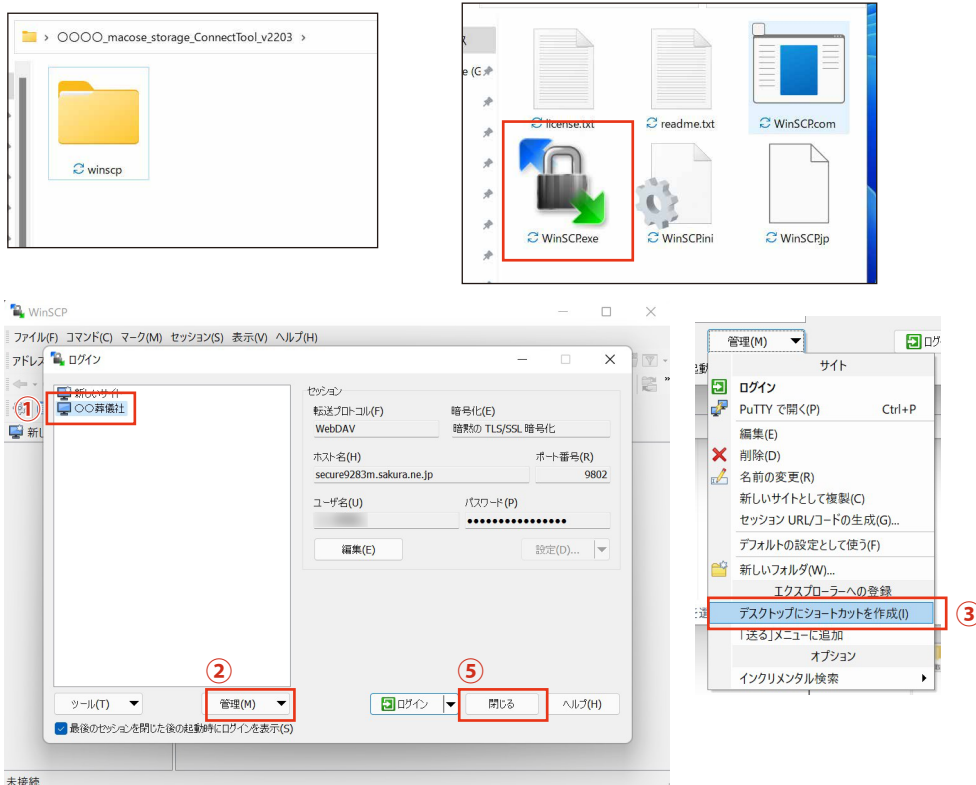 〇〇〇〇_macose_storage_ConnectTool_v2203
winscp
e (G
license.txt
readme.txt
WinSCP.com
WinSCP.exe
WinSCP.ini
WinSCP.jp
WinSCP
ファイル(F) コマンド(C) マーク(M) セッション(S) 表示(V) ヘルプ(H)
アドレス
ログイン
新しいサイト
① 〇〇葬儀社
新し
セッション
転送プロトコル(F) 暗号化(E)
WebDAV 暗黙の TLS/SSL 暗号化
ホスト名(H) ポート番号(R)
secure9283m.sakura.ne.jp 9802
ユーザ名(U) パスワード(P)
••••••••••••••••
編集(E) 設定(D)...
② ⑤
ツール(T) 管理(M) ログイン 閉じる ヘルプ(H)
最後のセッションを閉じた後の起動時にログインを表示(S)
未接続
管理(M) ログ
サイト
ログイン
PuTTY で開く(P) Ctrl+P
編集(E)
削除(D)
名前の変更(R)
新しいサイトとして複製(C)
セッション URL/コードの生成(G)...
デフォルトの設定として使う(F)
新しいフォルダ(W)...
エクスプローラーへの登録
デスクトップにショートカットを作成(I) ③
「送る」メニューに追加
オプション
インクリメンタル検索